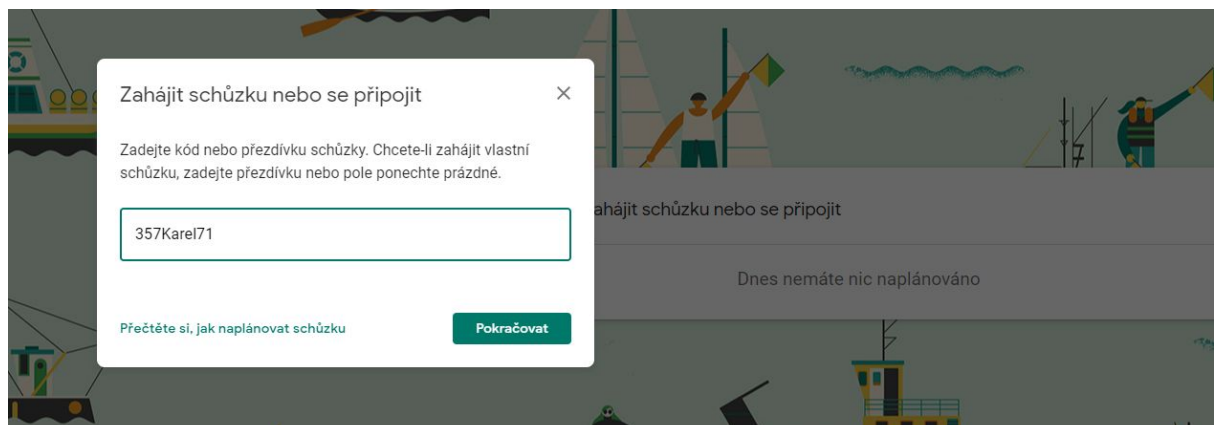 Zahájit schůzku nebo se připojit
Zadejte kód nebo přezdívku schůzky. Chcete-li zahájit vlastní
schůzku, zadejte přezdívku nebo pole ponechte prázdné.
357Karel71
Přečtěte si, jak naplánovat schůzku
Pokračovat
ahájit schůzku nebo se připojit
Dnes nemáte nic naplánováno